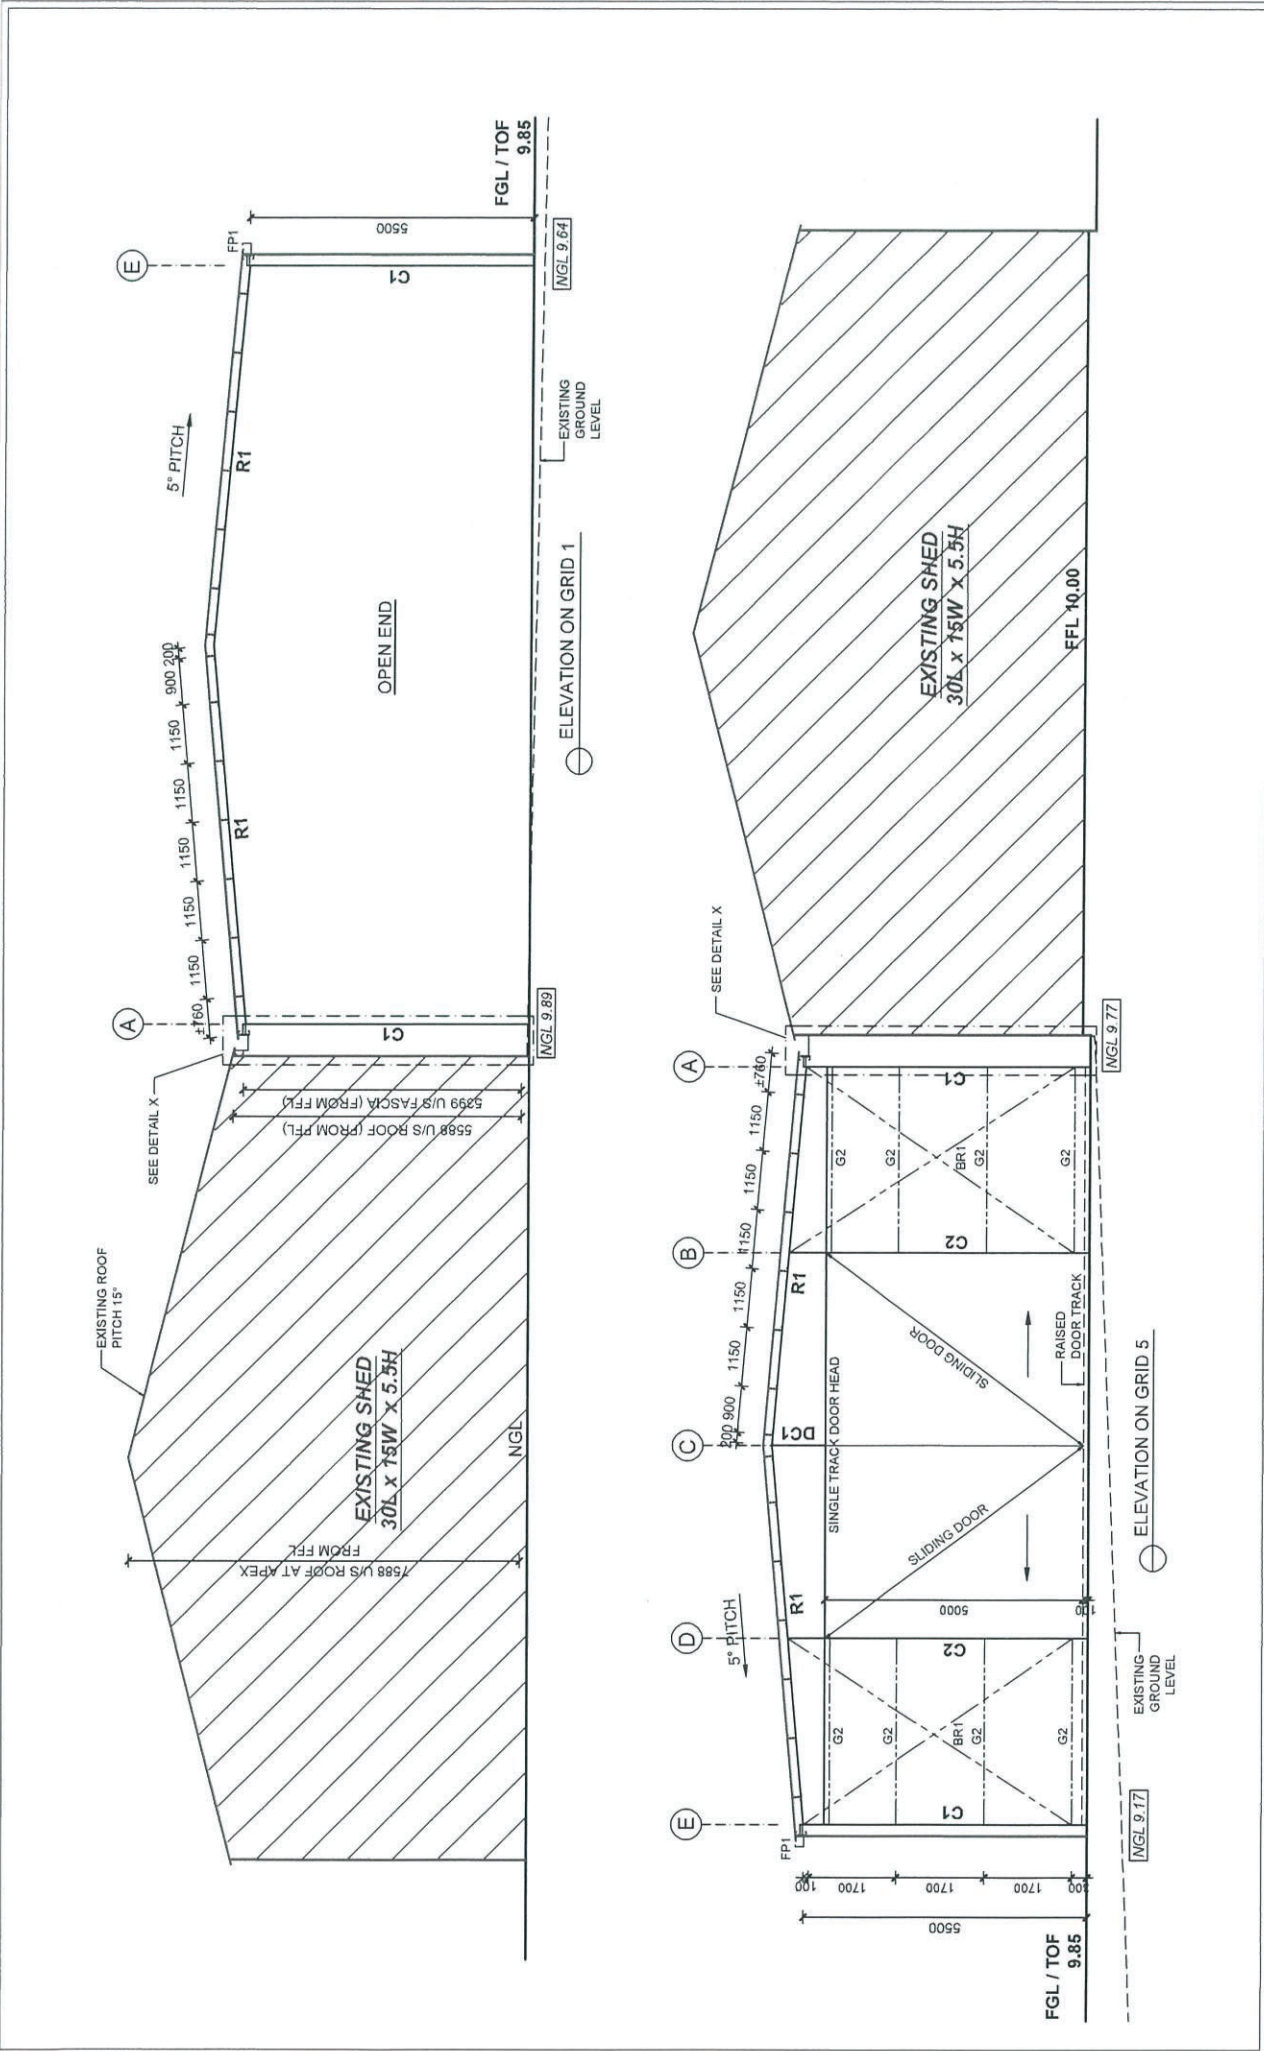 EXISTING ROOF
PITCH 15°
SEE DETAIL X
A
E
5° PITCH
±760
1150
1150
1150
1150
1150
900
200
R1
R1
FP1
EXISTING SHED
30L x 15W x 5.5H
7588 U/S ROOF AT APEX
FROM FFL
5588 U/S ROOF (FROM FFL)
5399 U/S FASCIA (FROM FFL)
NGL
C1
OPEN END
C1
5500
FGL / TOF
9.85
NGL 9.89
NGL 9.64
EXISTING
GROUND
LEVEL
ELEVATION ON GRID 1
E
D
C
B
A
SEE DETAIL X
5° PITCH
200
900
1150
1150
1150
1150
1150
±760
FP1
R1
R1
DC1
SINGLE TRACK DOOR HEAD
G2
G2
BR1
G2
G2
C1
C2
SLIDING DOOR
SLIDING DOOR
5000
100
C2
C1
G2
G2
BR1
G2
G2
100
1700
1700
1700
300
5500
FGL / TOF
9.85
RAISED
DOOR TRACK
EXISTING SHED
30L x 15W x 5.5H
FFL 10.00
NGL 9.17
NGL 9.77
EXISTING
GROUND
LEVEL
ELEVATION ON GRID 5